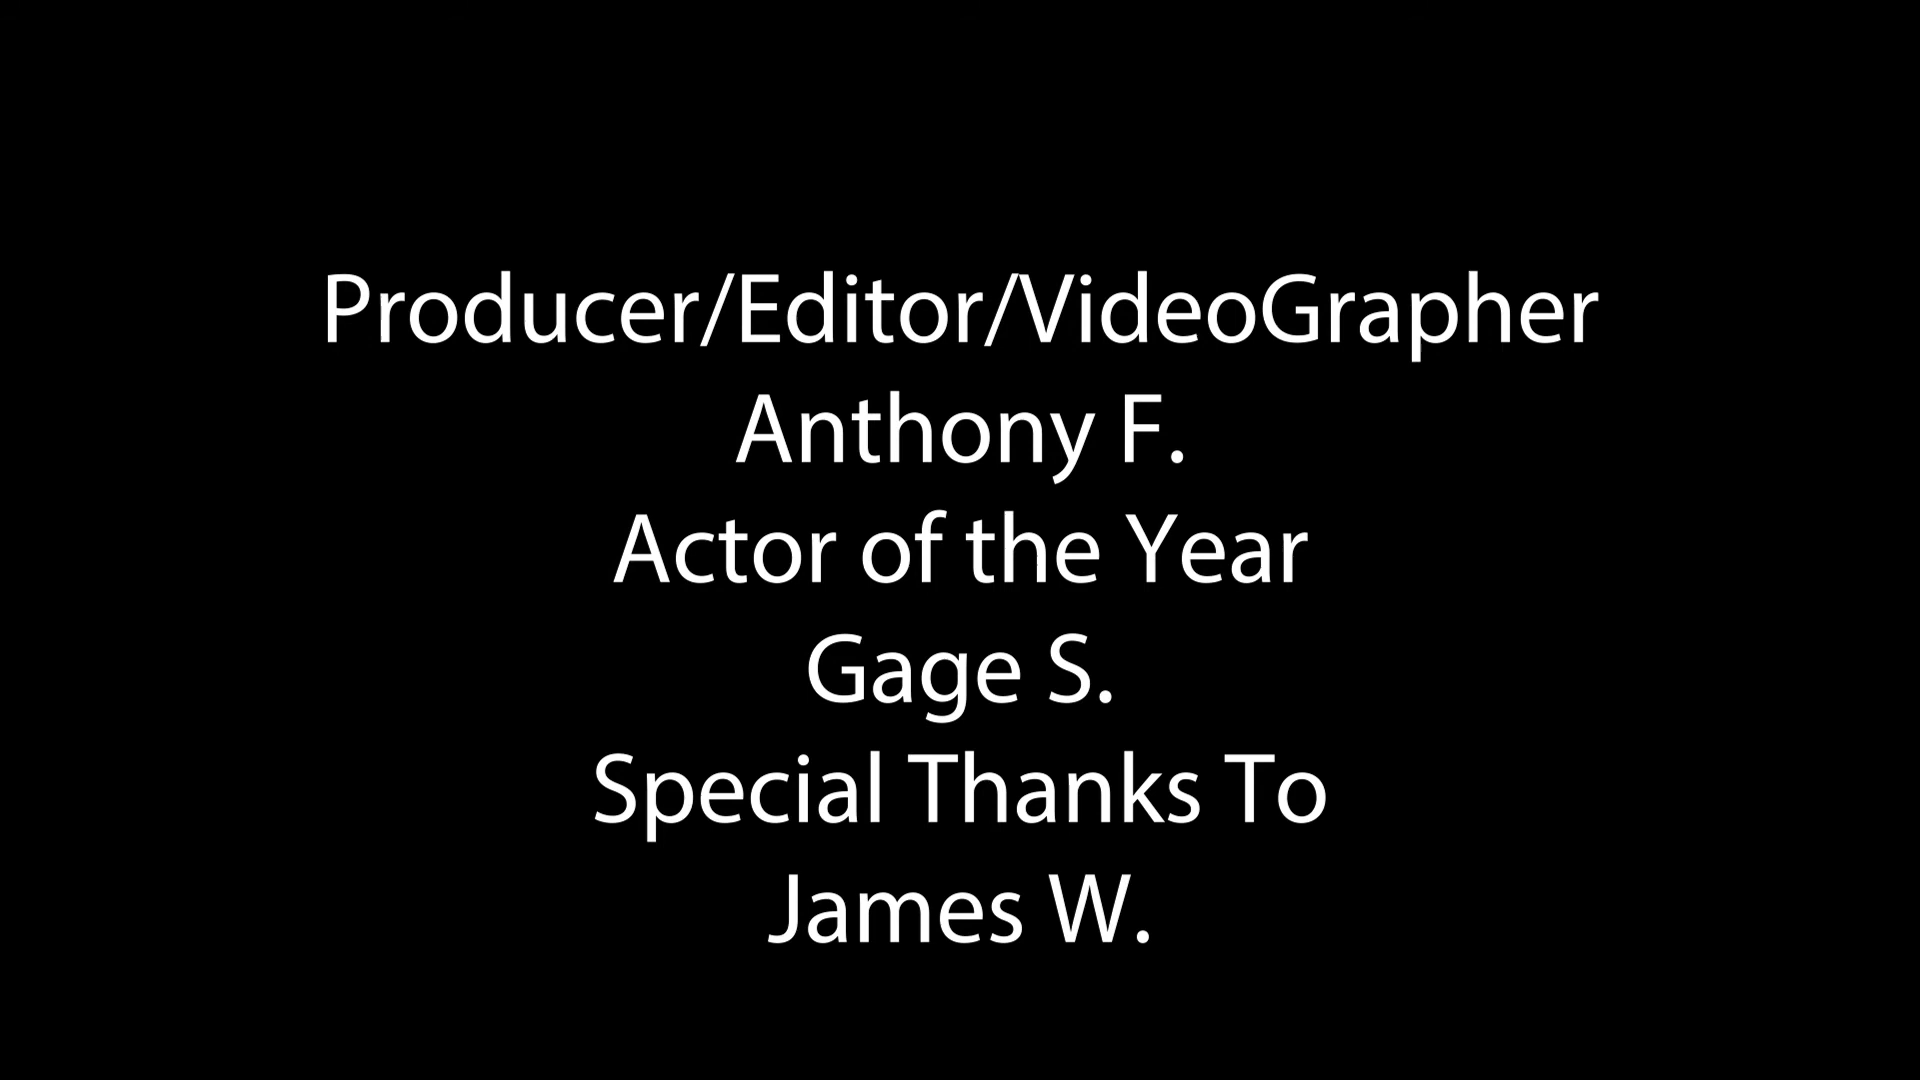 Producer/Editor/VideoGrapher
Anthony F.
Actor of the Year
Gage S.
Special Thanks To
James W.